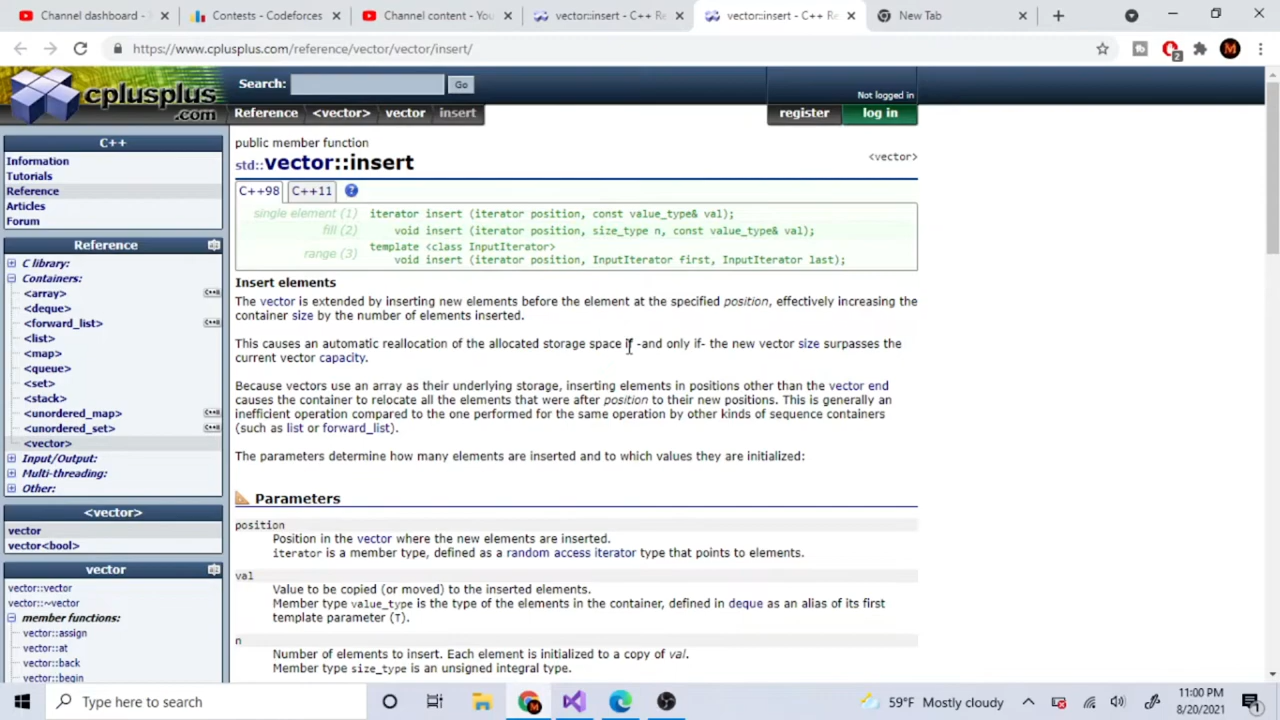 Channel dashboard - 
Contests - Codeforces
Channel content - You
vector::insert - C++ Re
vector::insert - C++ Re
New Tab
https://www.cplusplus.com/reference/vector/vector/insert/
M
2
cplusplus
.com
Search:
Go
Not logged in
Reference
<vector>
vector
insert
register
log in
C++
Information
Tutorials
Reference
Articles
Forum
Reference
C library:
Containers:
<array>
<deque>
<forward_list>
<list>
<map>
<queue>
<set>
<stack>
<unordered_map>
<unordered_set>
<vector>
Input/Output:
Multi-threading:
Other:
<vector>
vector
vector<bool>
vector
vector::vector
vector::~vector
member functions:
vector::assign
vector::at
vector::back
vector::begin
public member function
std::vector::insert
<vector>
C++98
C++11
?
single element (1) iterator insert (iterator position, const value_type& val);
fill (2) void insert (iterator position, size_type n, const value_type& val);
range (3) template <class InputIterator>
void insert (iterator position, InputIterator first, InputIterator last);
Insert elements
The vector is extended by inserting new elements before the element at the specified position, effectively increasing the
container size by the number of elements inserted.
This causes an automatic reallocation of the allocated storage space if -and only if- the new vector size surpasses the
current vector capacity.
Because vectors use an array as their underlying storage, inserting elements in positions other than the vector end
causes the container to relocate all the elements that were after position to their new positions. This is generally an
inefficient operation compared to the one performed for the same operation by other kinds of sequence containers
(such as list or forward_list).
The parameters determine how many elements are inserted and to which values they are initialized:
Parameters
position
Position in the vector where the new elements are inserted.
iterator is a member type, defined as a random access iterator type that points to elements.
val
Value to be copied (or moved) to the inserted elements.
Member type value_type is the type of the elements in the container, defined in deque as an alias of its first
template parameter (T).
n
Number of elements to insert. Each element is initialized to a copy of val.
Member type size_type is an unsigned integral type.
Type here to search
59°F Mostly cloudy
11:00 PM
8/20/2021
1